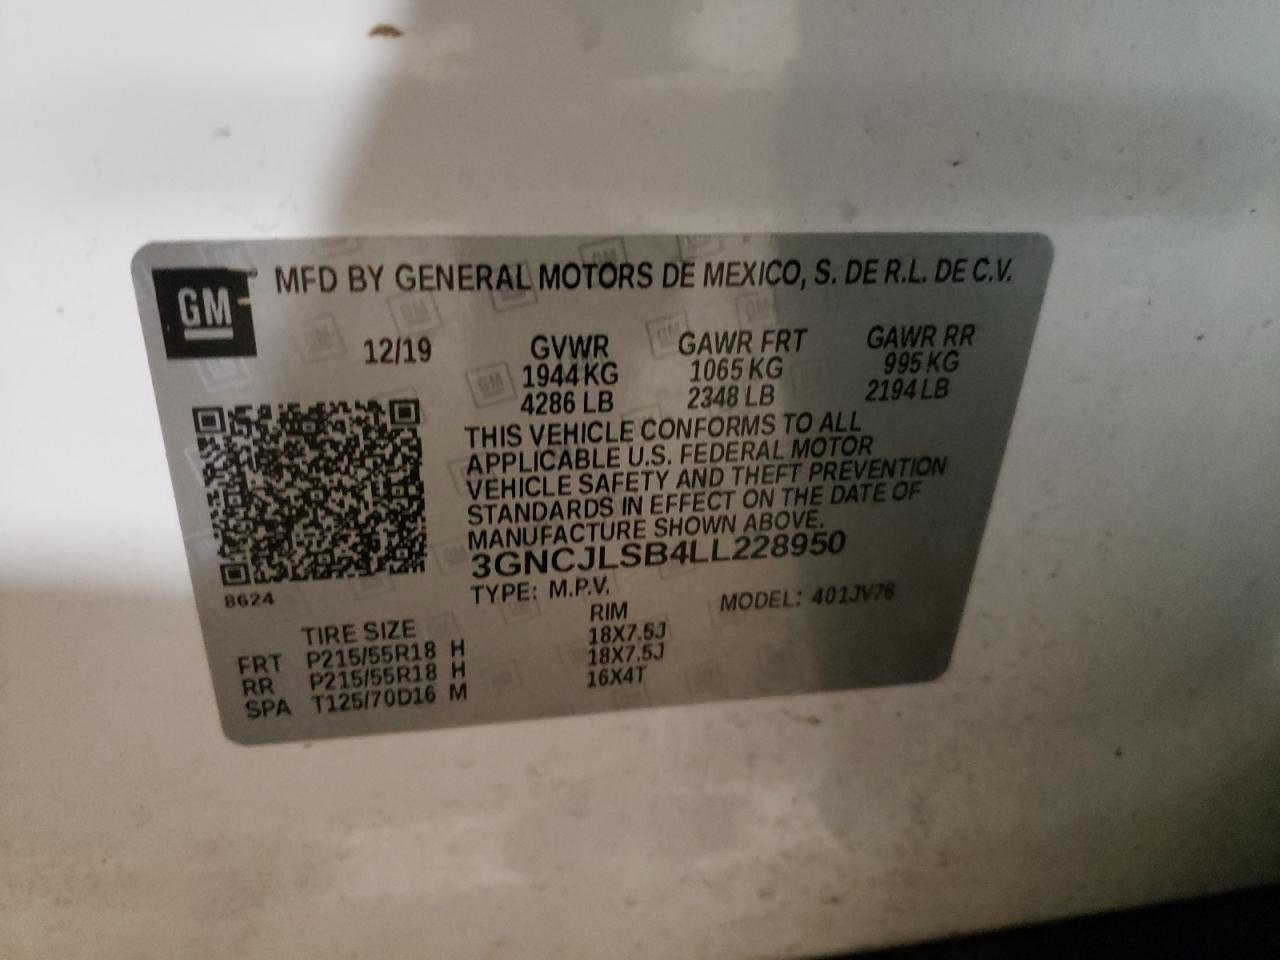 GM
MFD BY GENERAL MOTORS DE MEXICO, S. DE R.L. DE C.V.
12/19 GVWR GAWR FRT GAWR RR
1944 KG 1065 KG 995 KG
4286 LB 2348 LB 2194 LB
THIS VEHICLE CONFORMS TO ALL
APPLICABLE U.S. FEDERAL MOTOR
VEHICLE SAFETY AND THEFT PREVENTION
STANDARDS IN EFFECT ON THE DATE OF
MANUFACTURE SHOWN ABOVE.
3GNCJLSB4LL228950
8624
TYPE: M.P.V. MODEL: 401JV76
TIRE SIZE RIM
FRT P215/55R18 H 18X7.5J
RR P215/55R18 H 18X7.5J
SPA T125/70D16 M 16X4T